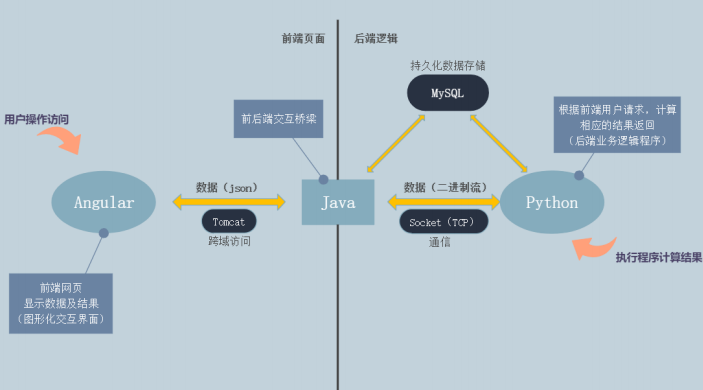 前端页面
后端逻辑
持久化数据存储
MySQL
用户操作访问
前后端交互桥梁
根据前端用户请求，计算
相应的结果返回
（后端业务逻辑程序）
数据（json）
数据（二进制流）
Angular
Java
Python
Tomcat
Socket（TCP）
跨域访问
通信
执行程序计算结果
前端网页
显示数据及结果
（图形化交互界面）